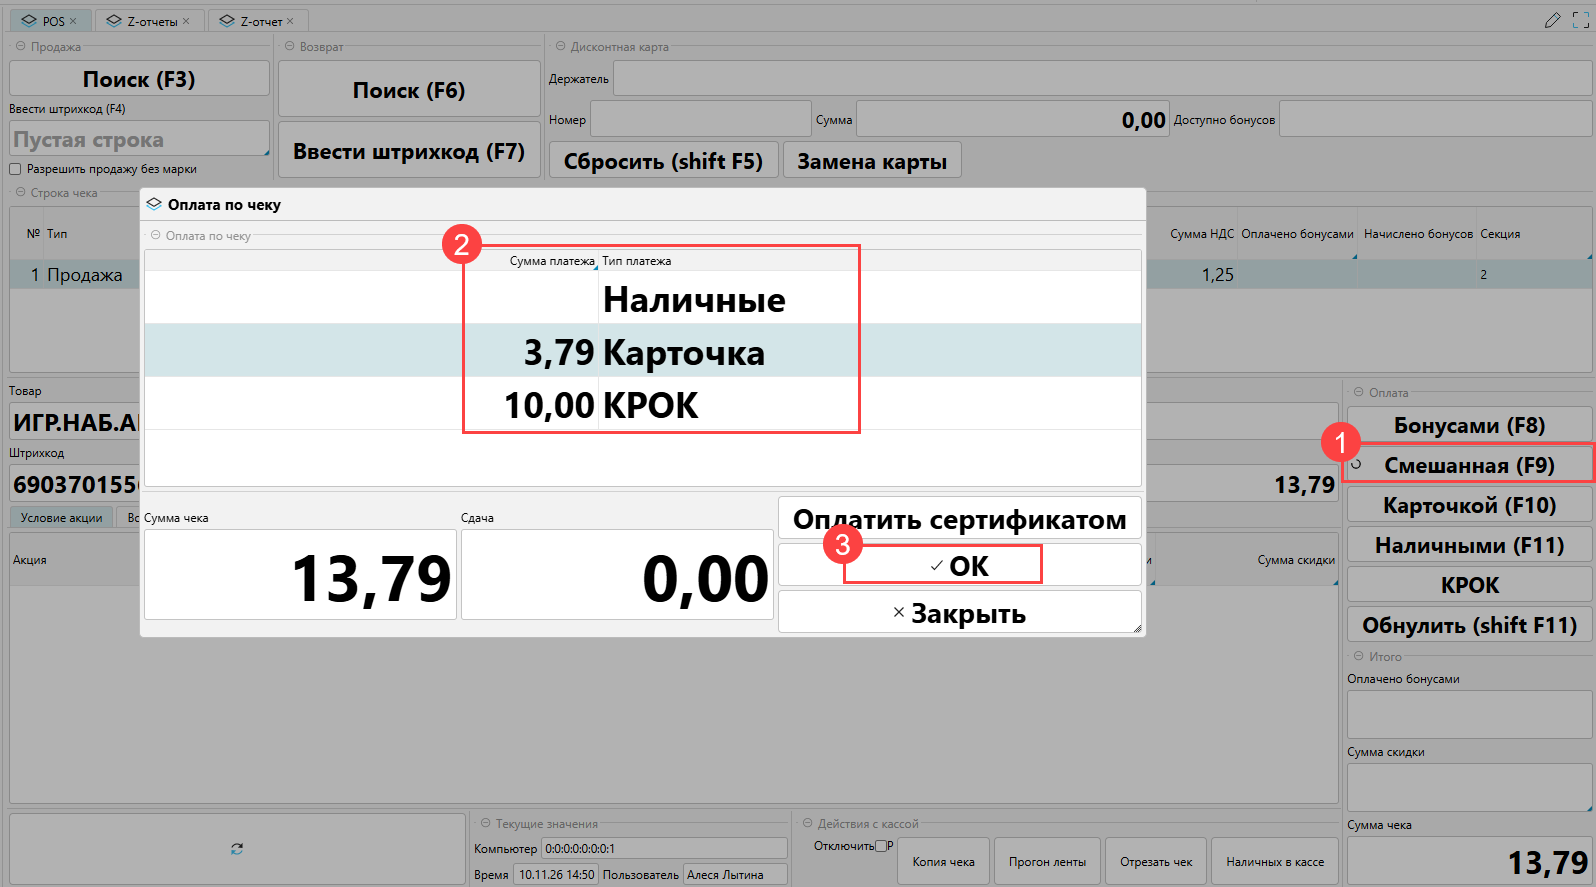 POS Z-отчеты Z-отчет
Продажа
Поиск (F3)
Ввести штрихкод (F4)
Пустая строка
Разрешить продажу без марки
Возврат
Поиск (F6)
Ввести штрихкод (F7)
Дисконтная карта
Держатель
Номер Сумма 0,00 Доступно бонусов
Сбросить (shift F5) Замена карты
Строка чека
№ Тип Сумма НДС Оплачено бонусами Начислено бонусов Секция
1 Продажа 1,25 2
Оплата по чеку
Оплата по чеку
2
Сумма платежа Тип платежа
Наличные
3,79 Карточка
10,00 КРОК
Сумма чека Сдача
13,79 0,00
Оплатить сертификатом
3
ОК
Закрыть
Товар
ИГР.НАБ.А
Штрихкод
690370155
13,79
Условие акции Вс
Акция Сумма скидки
Оплата
Бонусами (F8)
1
Смешанная (F9)
Карточкой (F10)
Наличными (F11)
КРОК
Обнулить (shift F11)
Итого
Оплачено бонусами
Сумма скидки
Сумма чека
13,79
Текущие значения
Компьютер 0:0:0:0:0:0:0:1
Время 10.11.26 14:50 Пользователь Алеся Лытина
Действия с кассой
Отключить Р
Копия чека Прогон ленты Отрезать чек Наличных в кассе